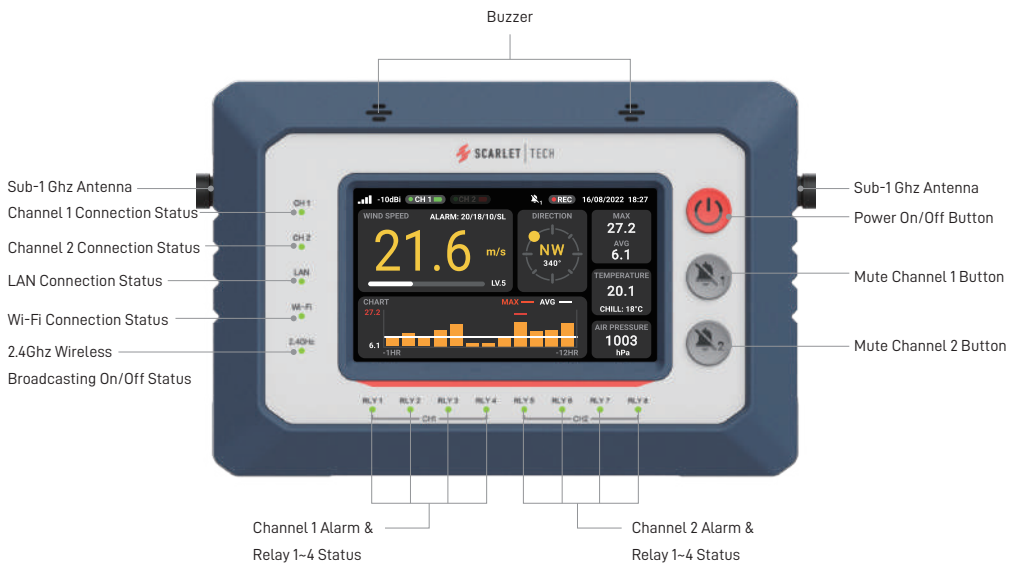 Buzzer
SCARLET TECH
Sub-1 Ghz Antenna
Channel 1 Connection Status
Channel 2 Connection Status
LAN Connection Status
Wi-Fi Connection Status
2.4Ghz Wireless
Broadcasting On/Off Status
CH 1
CH 2
LAN
Wi-Fi
2.4GHz
-10dBi CH 1 CH 2 1 REC 16/08/2022 18:27
WIND SPEED ALARM: 20/18/10/SL
21.6 m/s
LV.5
DIRECTION
NW
340°
MAX
27.2
AVG
6.1
TEMPERATURE
20.1
CHILL: 18°C
AIR PRESSURE
1003
hPa
CHART MAX AVG
27.2
6.1
-1HR -12HR
1
2
Sub-1 Ghz Antenna
Power On/Off Button
Mute Channel 1 Button
Mute Channel 2 Button
RLY 1 RLY 2 RLY 3 RLY 4 RLY 5 RLY 6 RLY 7 RLY 8
CH1 CH2
Channel 1 Alarm &
Relay 1~4 Status
Channel 2 Alarm &
Relay 1~4 Status